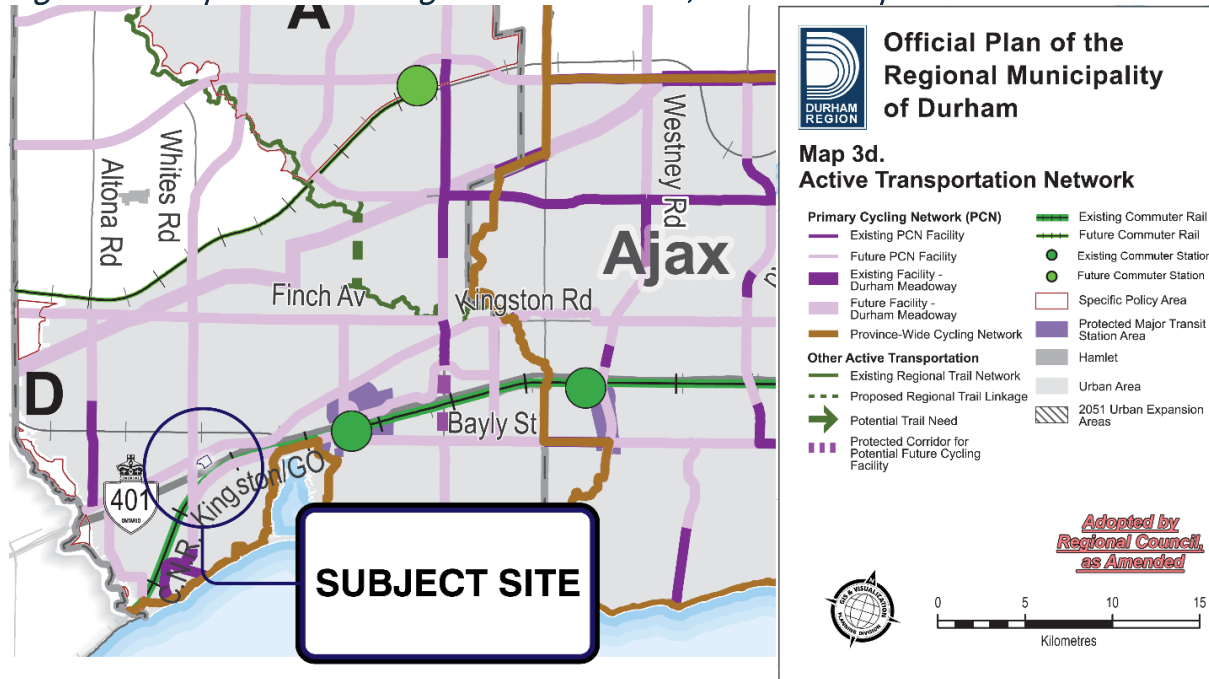 A
Whites Rd
Altona Rd
Westney Rd
Ajax
Finch Av
Kingston Rd
D
Bayly St
401
ONTARIO
C.N.R. Kingston/GO
SUBJECT SITE
DURHAM
REGION
Official Plan of the
Regional Municipality
of Durham
Map 3d.
Active Transportation Network
Primary Cycling Network (PCN)
Existing PCN Facility
Future PCN Facility
Existing Facility -
Durham Meadoway
Future Facility -
Durham Meadoway
Province-Wide Cycling Network
Other Active Transportation
Existing Regional Trail Network
Proposed Regional Trail Linkage
Potential Trail Need
Protected Corridor for
Potential Future Cycling
Facility
Existing Commuter Rail
Future Commuter Rail
Existing Commuter Station
Future Commuter Station
Specific Policy Area
Protected Major Transit
Station Area
Hamlet
Urban Area
2051 Urban Expansion
Areas
Adopted by
Regional Council,
as Amended
GIS & VISUALIZATION
PLANNING DIVISION
0 5 10 15
Kilometres